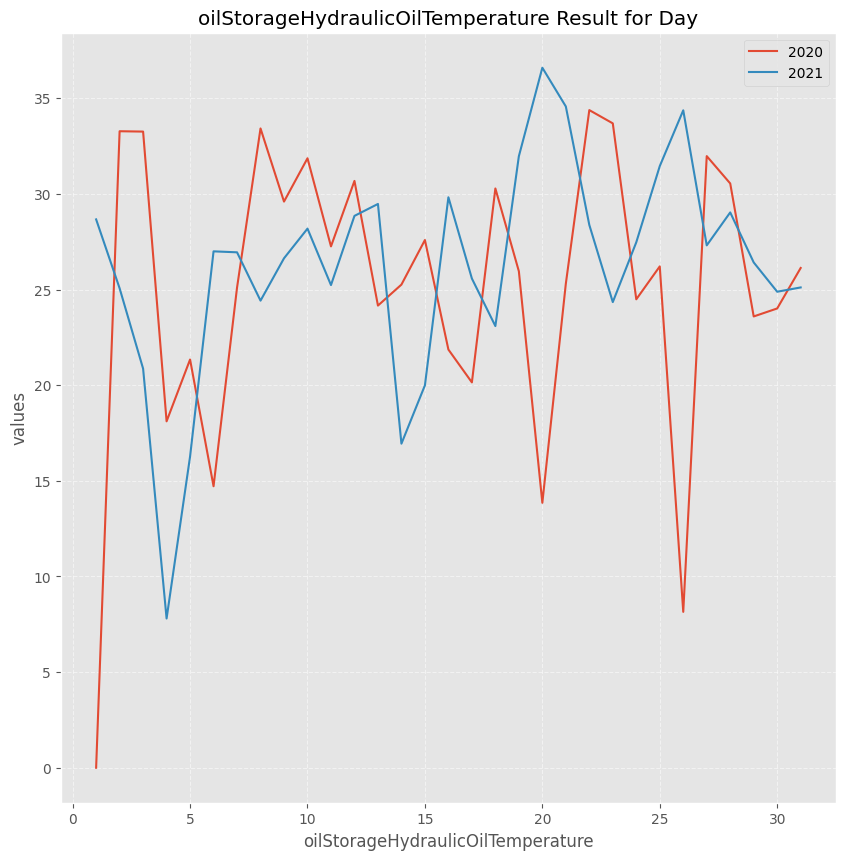 oilStorageHydraulicOilTemperature Result for Day
2020
2021
values
35
30
25
20
15
10
5
0
0 5 10 15 20 25 30
oilStorageHydraulicOilTemperature